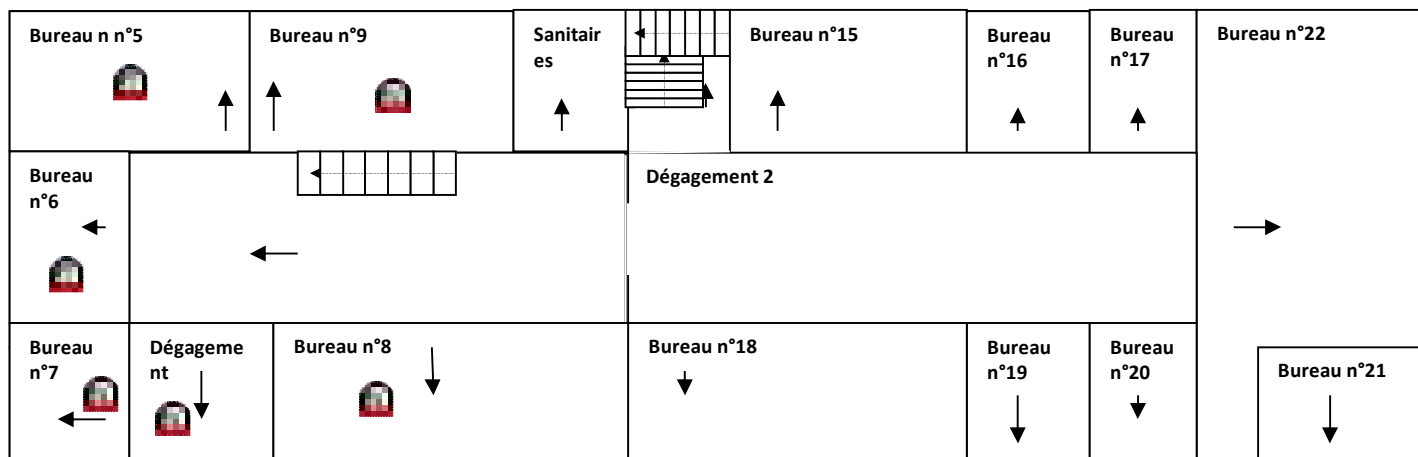 Bureau n n°5
Bureau n°9
Sanitair
es
Bureau n°15
Bureau
n°16
Bureau
n°17
Bureau n°22
Bureau
n°6
Dégagement 2
Bureau
n°7
Dégageme
nt
Bureau n°8
Bureau n°18
Bureau
n°19
Bureau
n°20
Bureau n°21